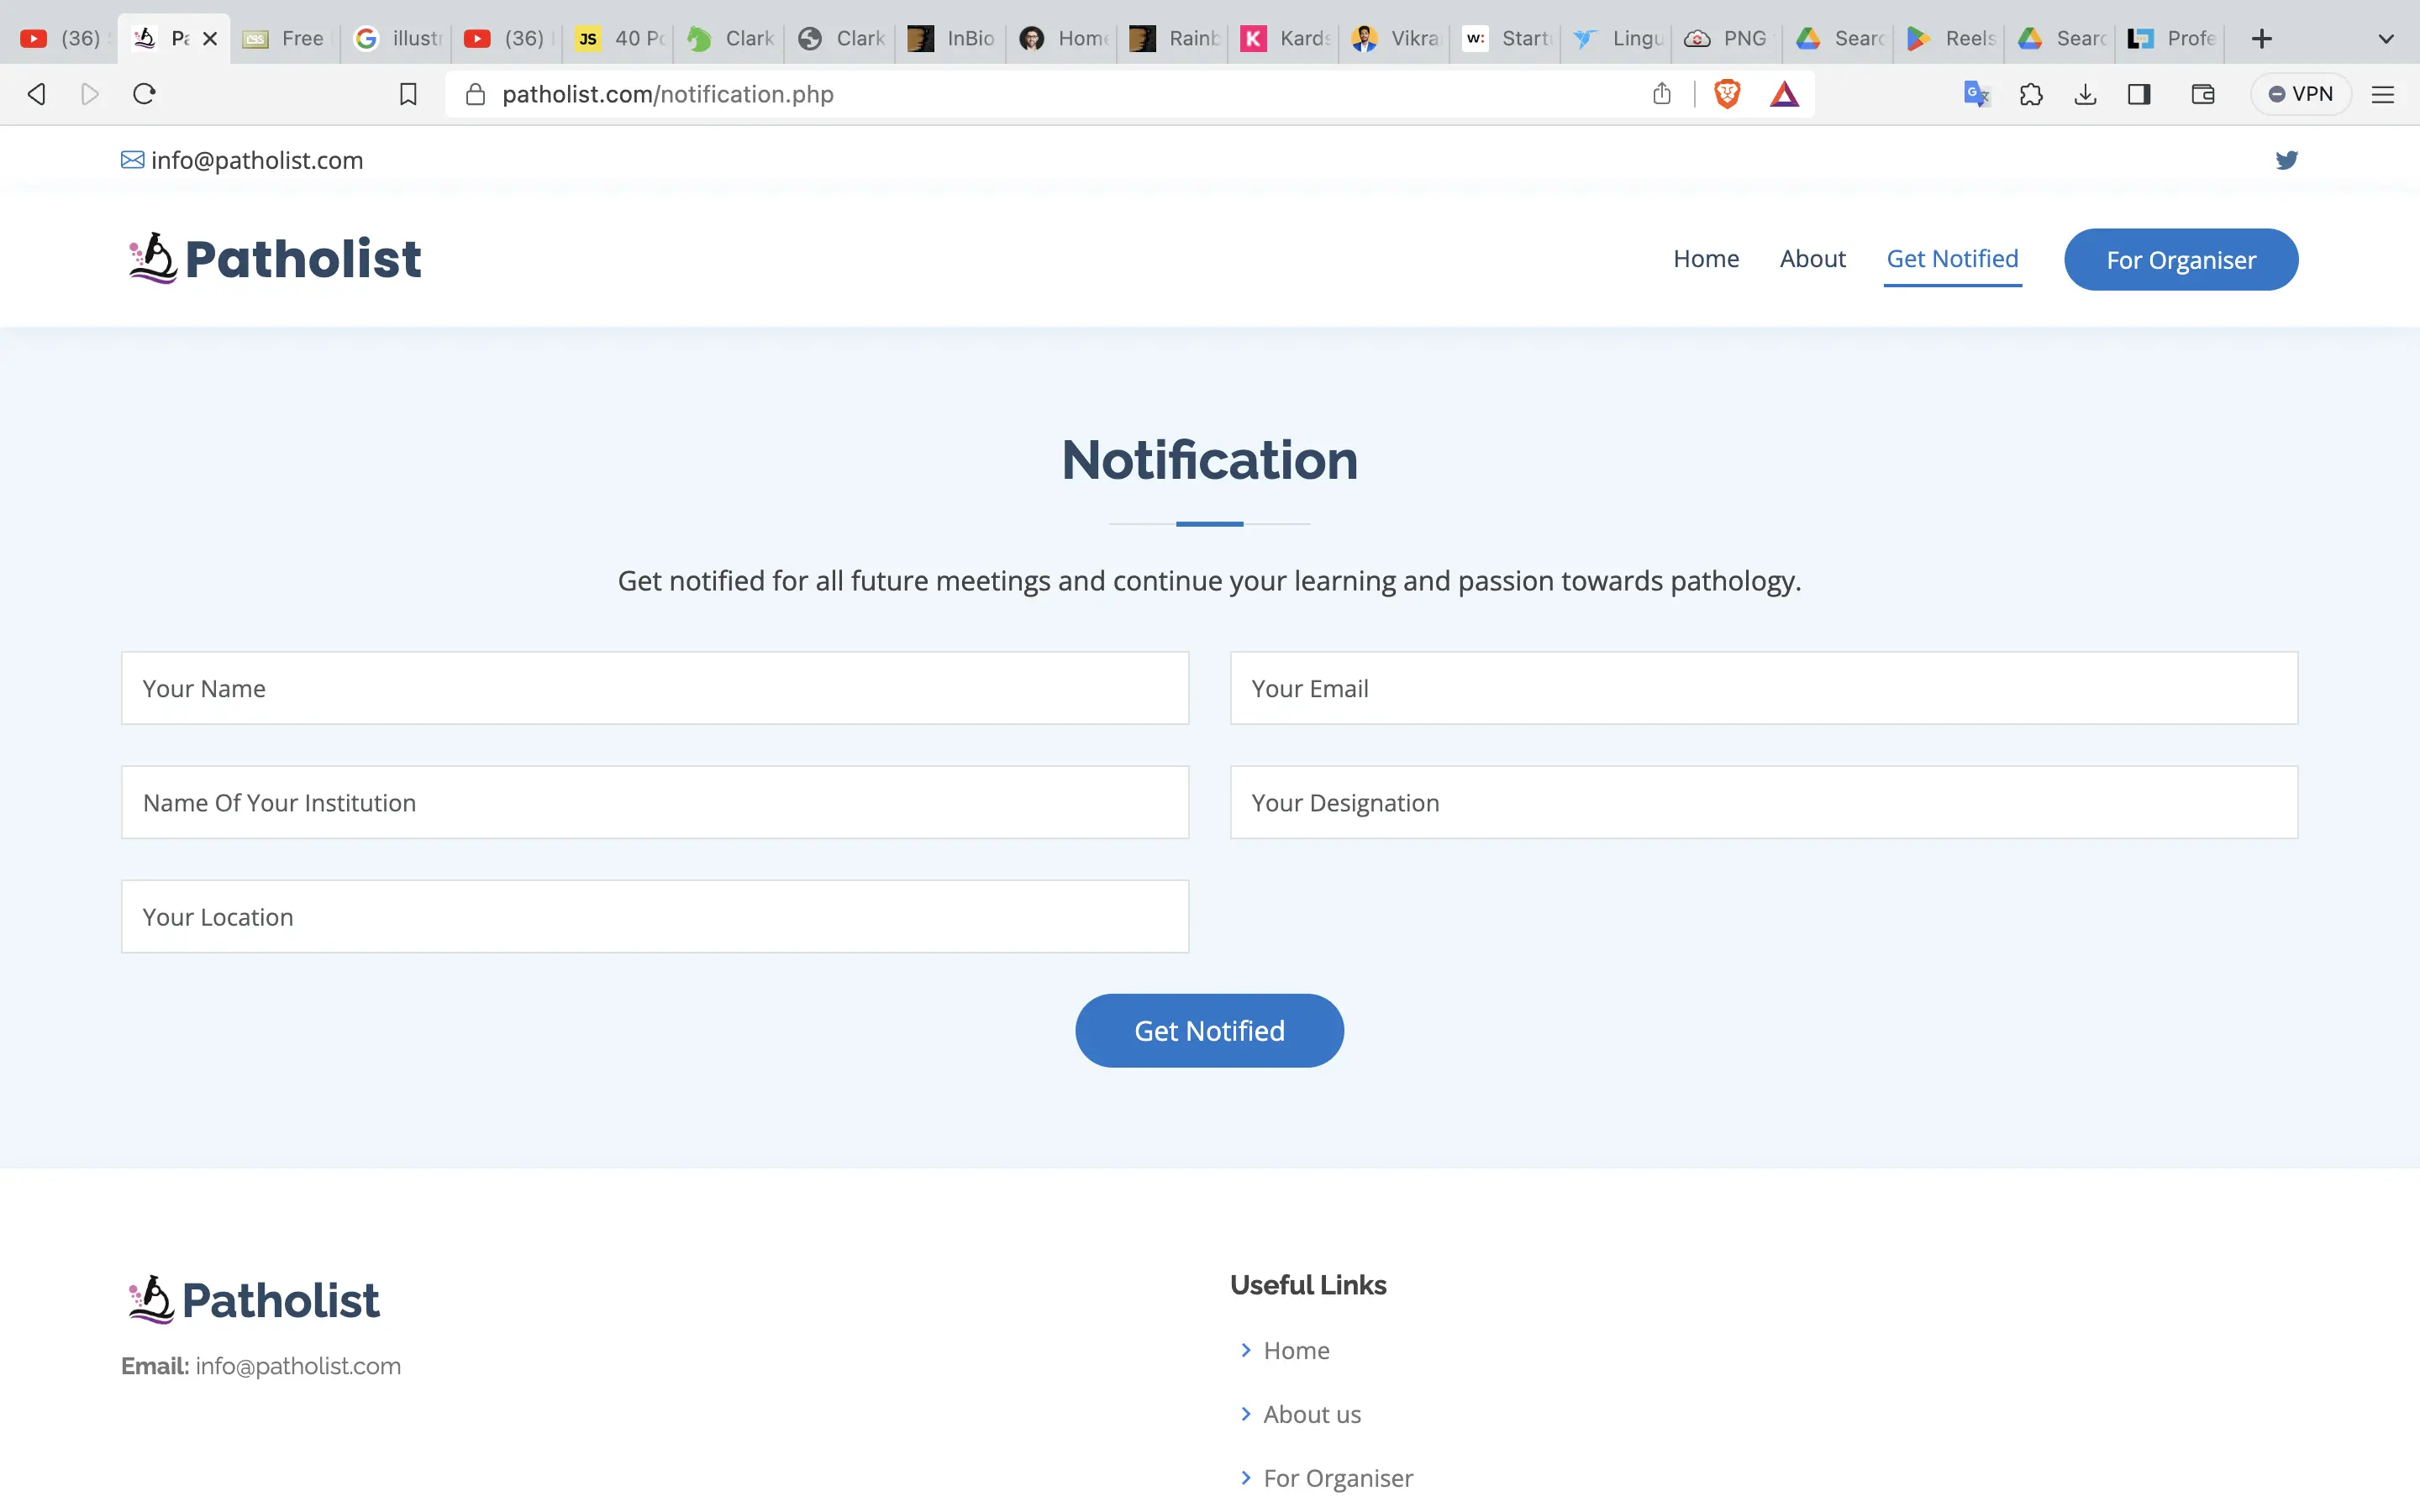 (36)
Pa
Free
illustr
(36)
JS 40 Po
Clark
Clark
InBio
Home
Rainb
K Kards
Vikra
w: Start
Lingu
PNG
Searc
Reels
Searc
Profe
patholist.com/notification.php
VPN
info@patholist.com
Patholist
Home About Get Notified For Organiser
Notification
Get notified for all future meetings and continue your learning and passion towards pathology.
Your Name
Your Email
Name Of Your Institution
Your Designation
Your Location
Get Notified
Patholist
Email: info@patholist.com
Useful Links
Home
About us
For Organiser